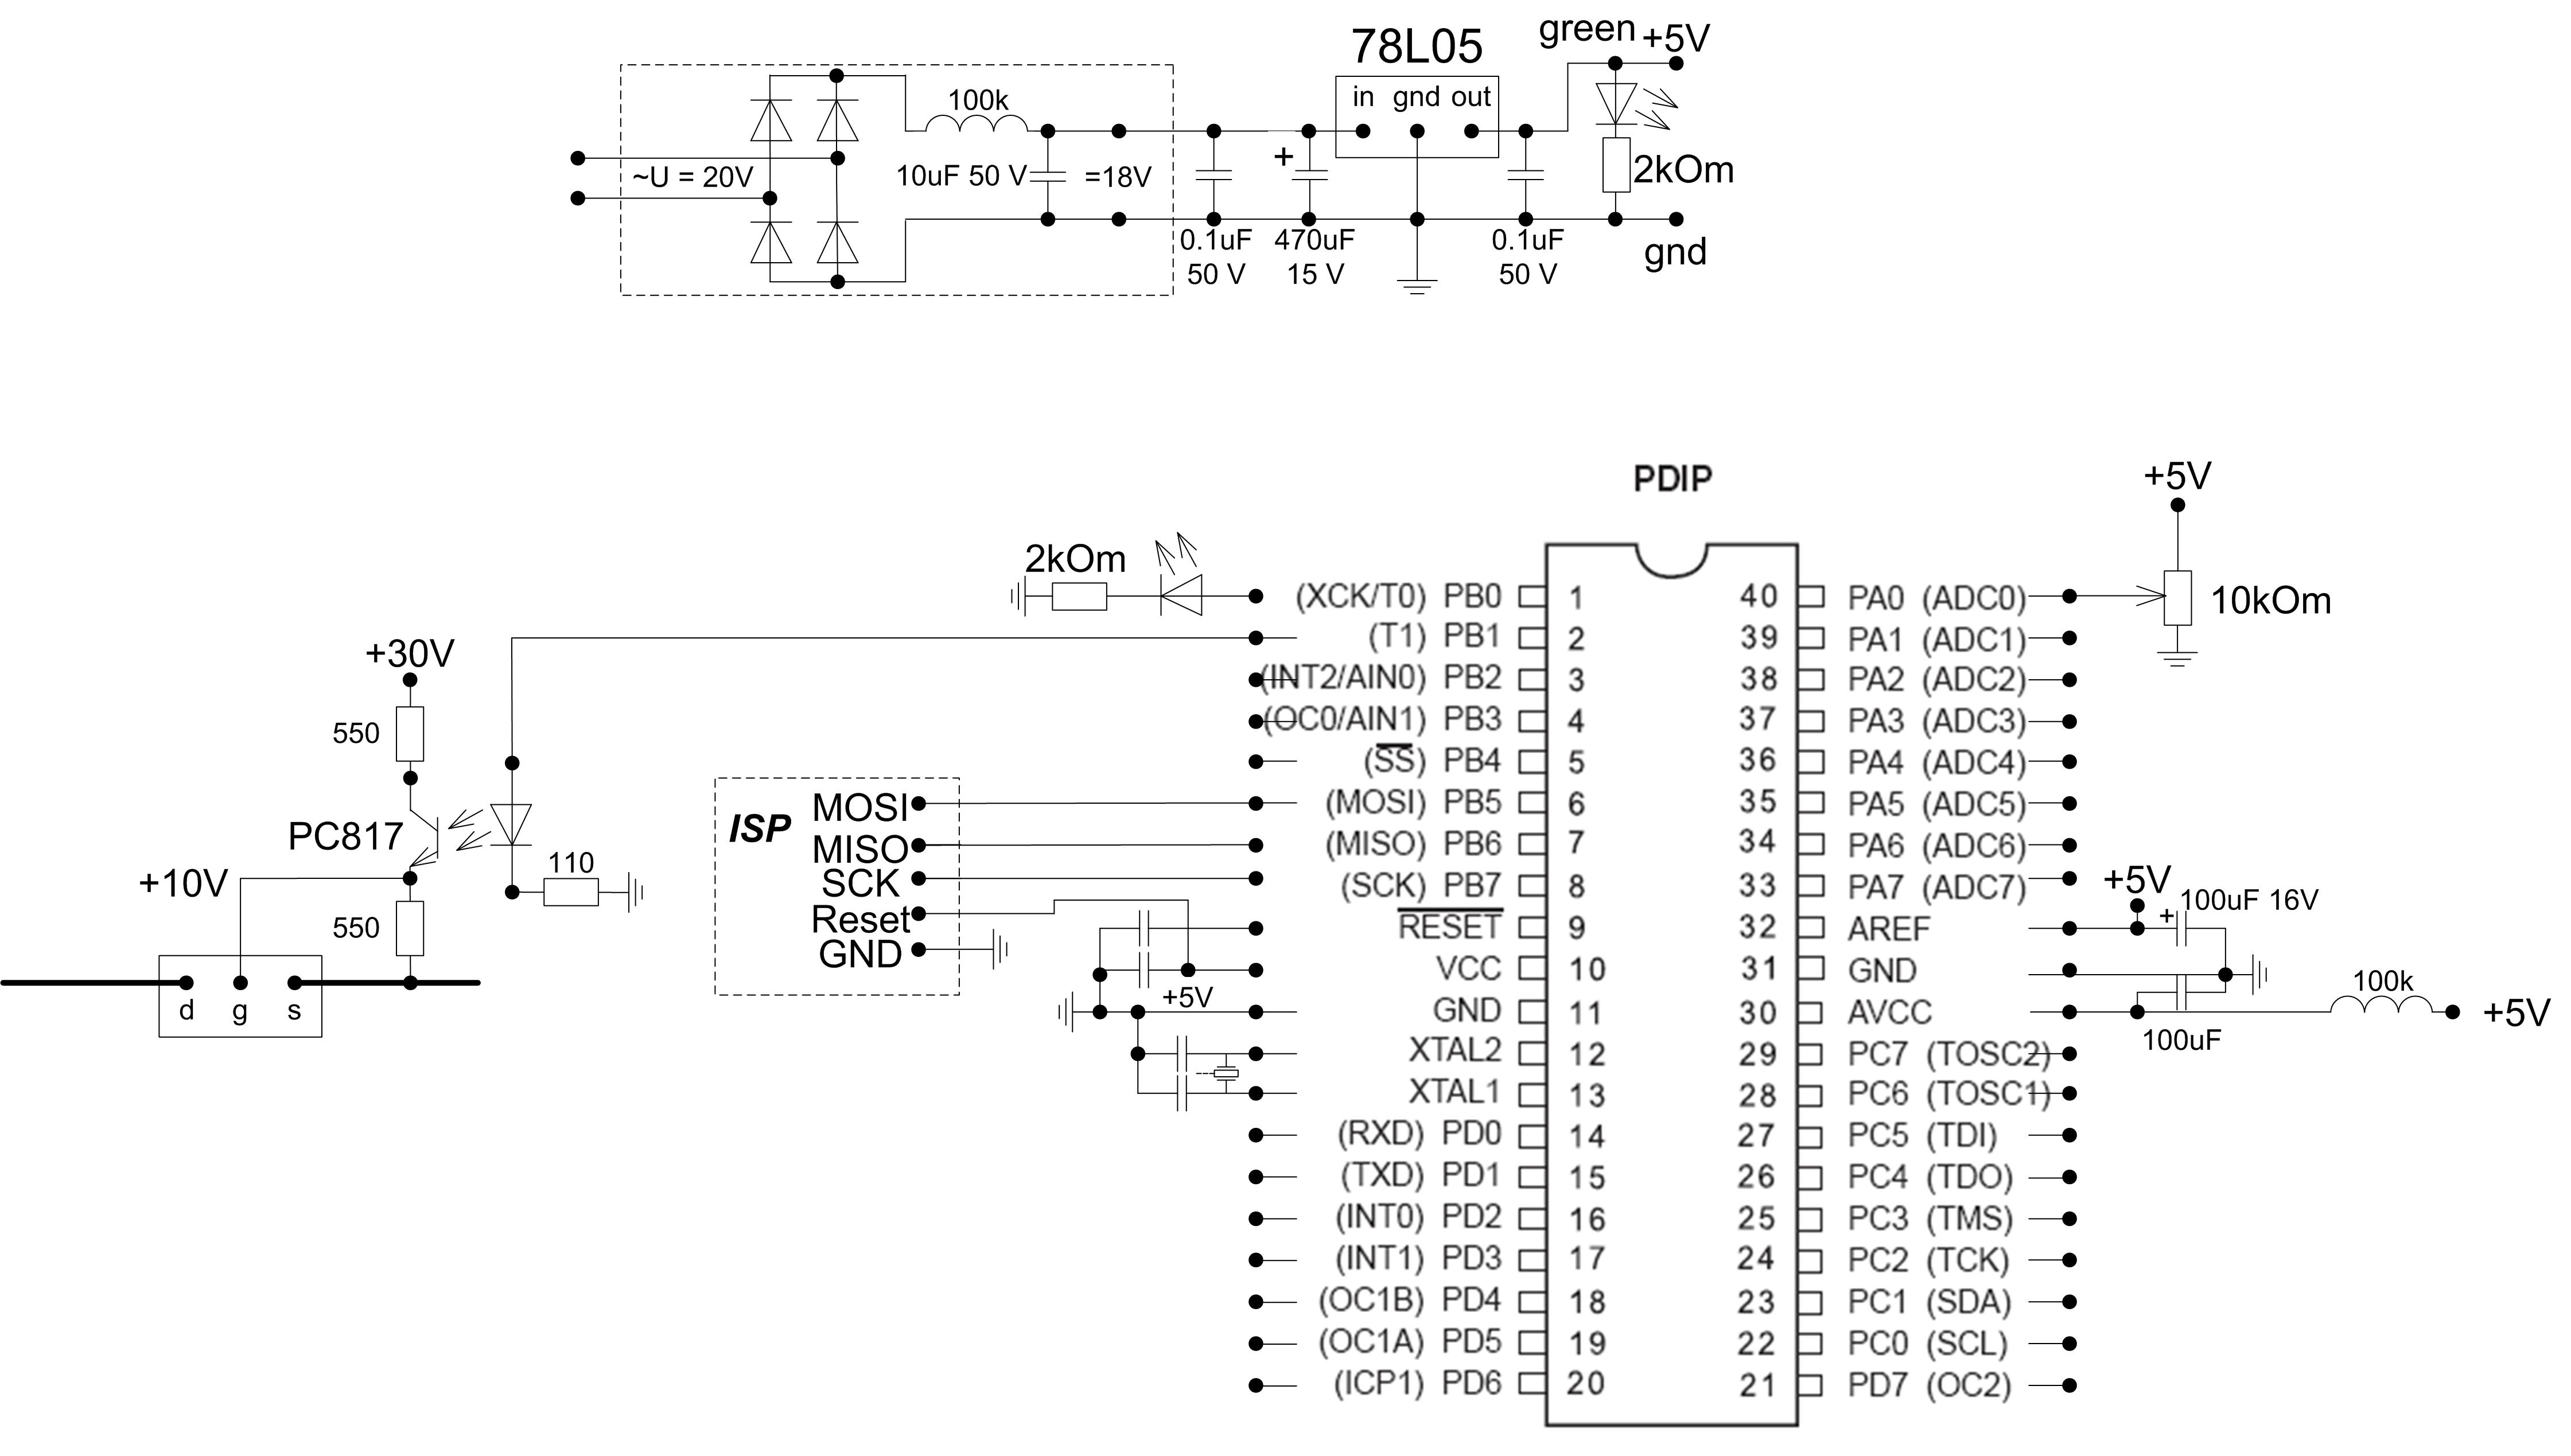 green +5V
78L05
in gnd out
100k
~U = 20V
10uF 50 V
=18V
2kOm
0.1uF
50 V
470uF
15 V
+
0.1uF
50 V
gnd
PDIP
+5V
10kOm
2kOm
+30V
550
PC817
+10V
550
110
d g s
ISP
MOSI
MISO
SCK
Reset
GND
+5V
(XCK/T0) PB0 1
(T1) PB1 2
(INT2/AIN0) PB2 3
(OC0/AIN1) PB3 4
(SS) PB4 5
(MOSI) PB5 6
(MISO) PB6 7
(SCK) PB7 8
RESET 9
VCC 10
GND 11
XTAL2 12
XTAL1 13
(RXD) PD0 14
(TXD) PD1 15
(INT0) PD2 16
(INT1) PD3 17
(OC1B) PD4 18
(OC1A) PD5 19
(ICP1) PD6 20
40 PA0 (ADC0)
39 PA1 (ADC1)
38 PA2 (ADC2)
37 PA3 (ADC3)
36 PA4 (ADC4)
35 PA5 (ADC5)
34 PA6 (ADC6)
33 PA7 (ADC7)
32 AREF
31 GND
30 AVCC
29 PC7 (TOSC2)
28 PC6 (TOSC1)
27 PC5 (TDI)
26 PC4 (TDO)
25 PC3 (TMS)
24 PC2 (TCK)
23 PC1 (SDA)
22 PC0 (SCL)
21 PD7 (OC2)
+5V
+ 100uF 16V
100uF
100k
+5V